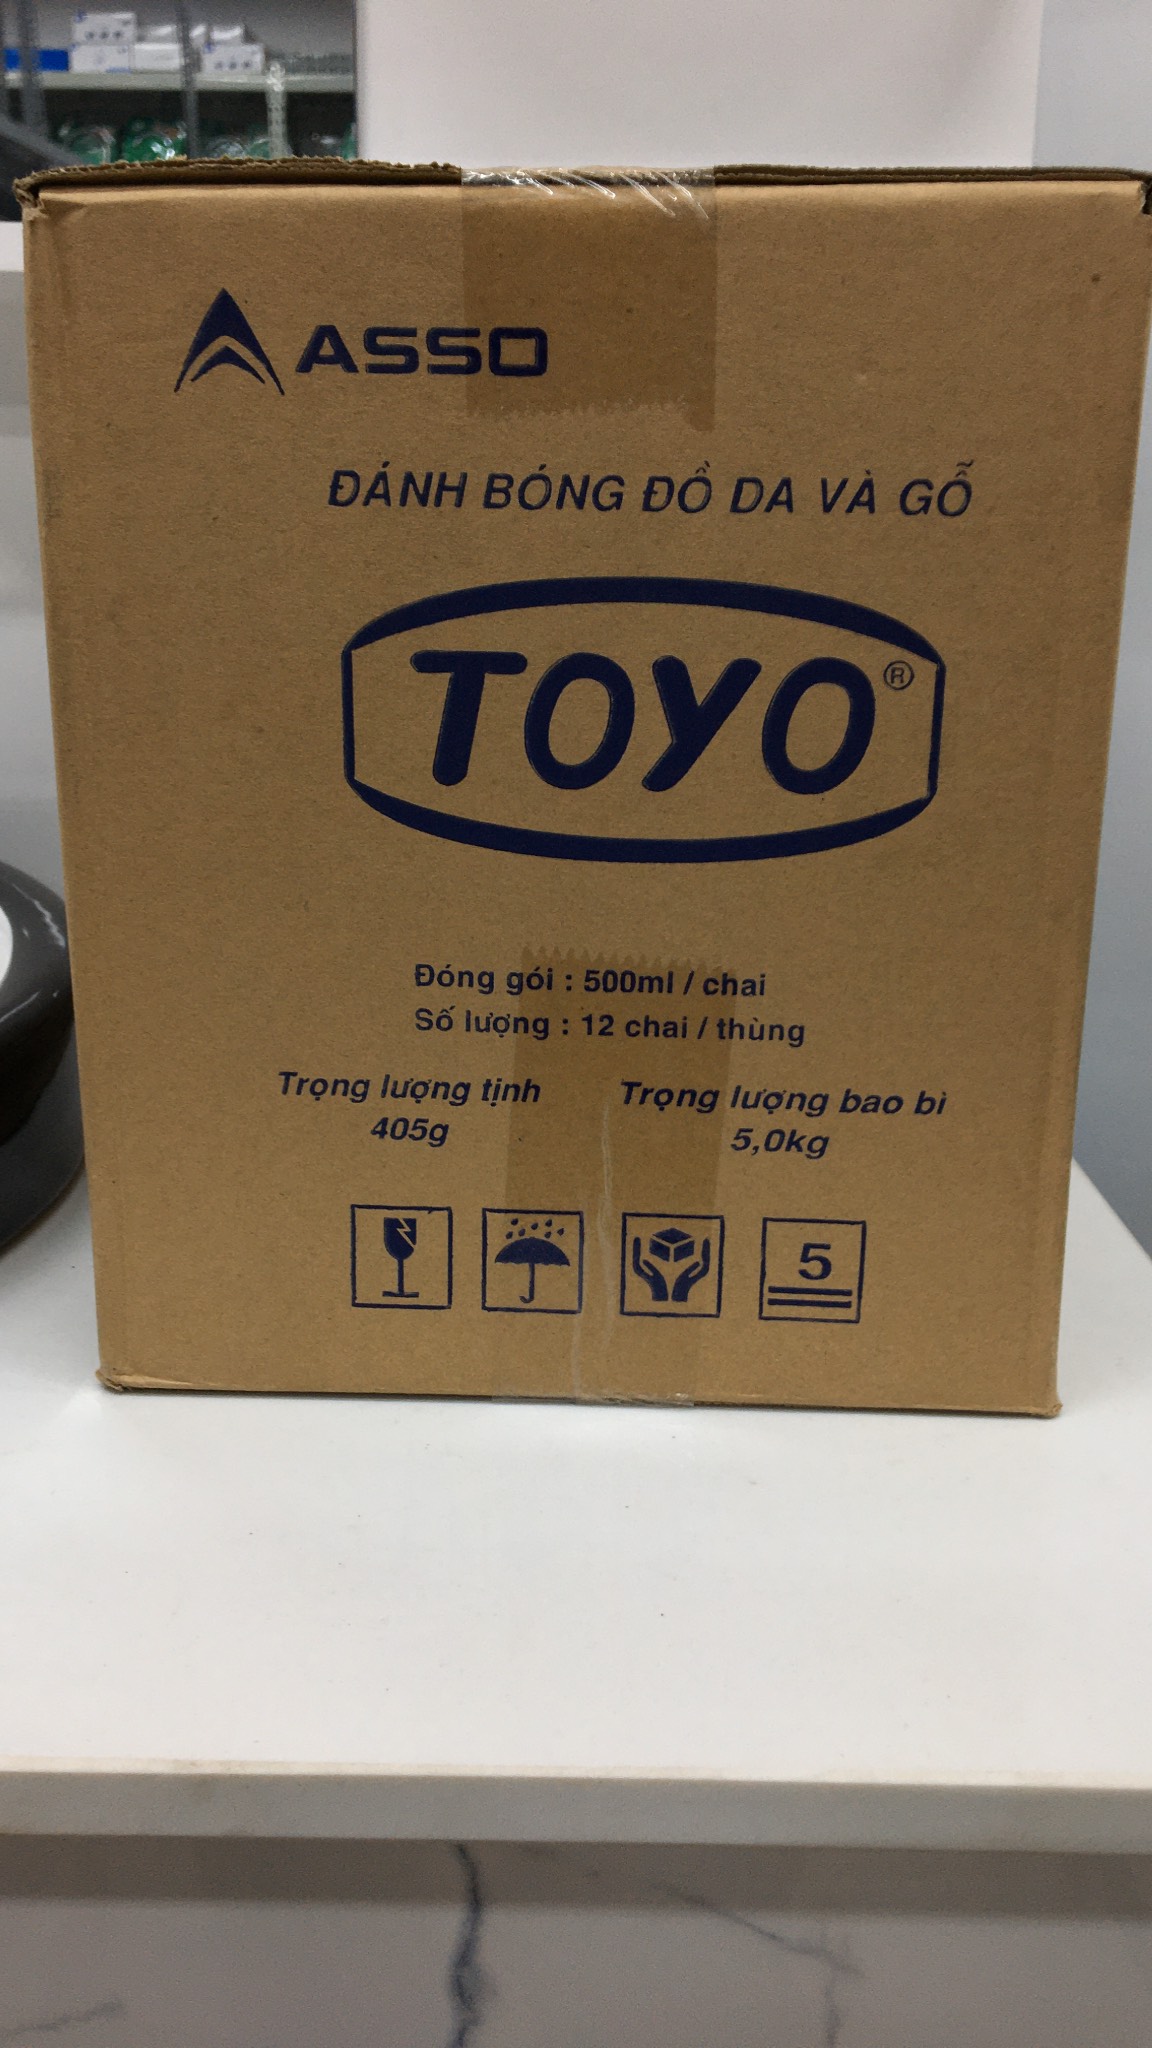 ASSO
ĐÁNH BÓNG ĐỒ DA VÀ GỖ
TOYO®
Đóng gói : 500ml / chai
Số lượng : 12 chai / thùng
Trọng lượng tịnh
405g
Trọng lượng bao bì
5,0kg
5